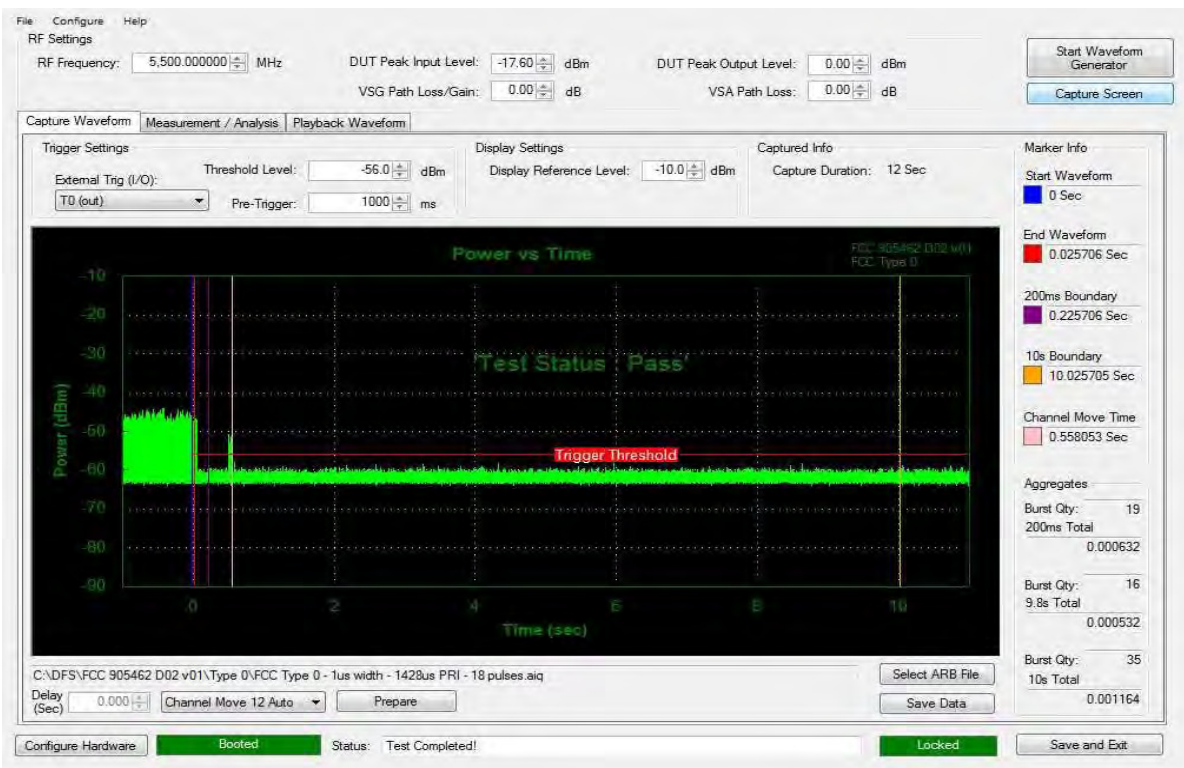 File Configure Help
RF Settings
RF Frequency: 5,500.000000 MHz DUT Peak Input Level: -17.60 dBm DUT Peak Output Level: 0.00 dBm
VSG Path Loss/Gain: 0.00 dB VSA Path Loss: 0.00 dB
Start Waveform
Generator
Capture Screen
Capture Waveform Measurement / Analysis Playback Waveform
Trigger Settings
Threshold Level: -56.0 dBm
External Trig (I/O):
T0 (out) Pre-Trigger: 1000 ms
Display Settings
Display Reference Level: -10.0 dBm
Captured Info
Capture Duration: 12 Sec
Power vs Time
FCC 905462 D02 v01
FCC Type 0
-10
-20
-30
'Test Status : Pass'
-40
-50
Trigger Threshold
-60
-70
-80
-90
Power (dBm)
0 2 4 6 8 10
Time (sec)
Marker Info
Start Waveform
0 Sec
End Waveform
0.025706 Sec
200ms Boundary
0.225706 Sec
10s Boundary
10.025705 Sec
Channel Move Time
0.558053 Sec
Aggregates
Burst Qty: 19
200ms Total
0.000632
Burst Qty: 16
9.8s Total
0.000532
Burst Qty: 35
10s Total
0.001164
C:\DFS\FCC 905462 D02 v01\Type 0\FCC Type 0 - 1us width - 1428us PRI - 18 pulses.aiq
Select ARB File
Delay
(Sec) 0.000 Channel Move 12 Auto Prepare Save Data
Configure Hardware Booted Status: Test Completed! Locked Save and Exit